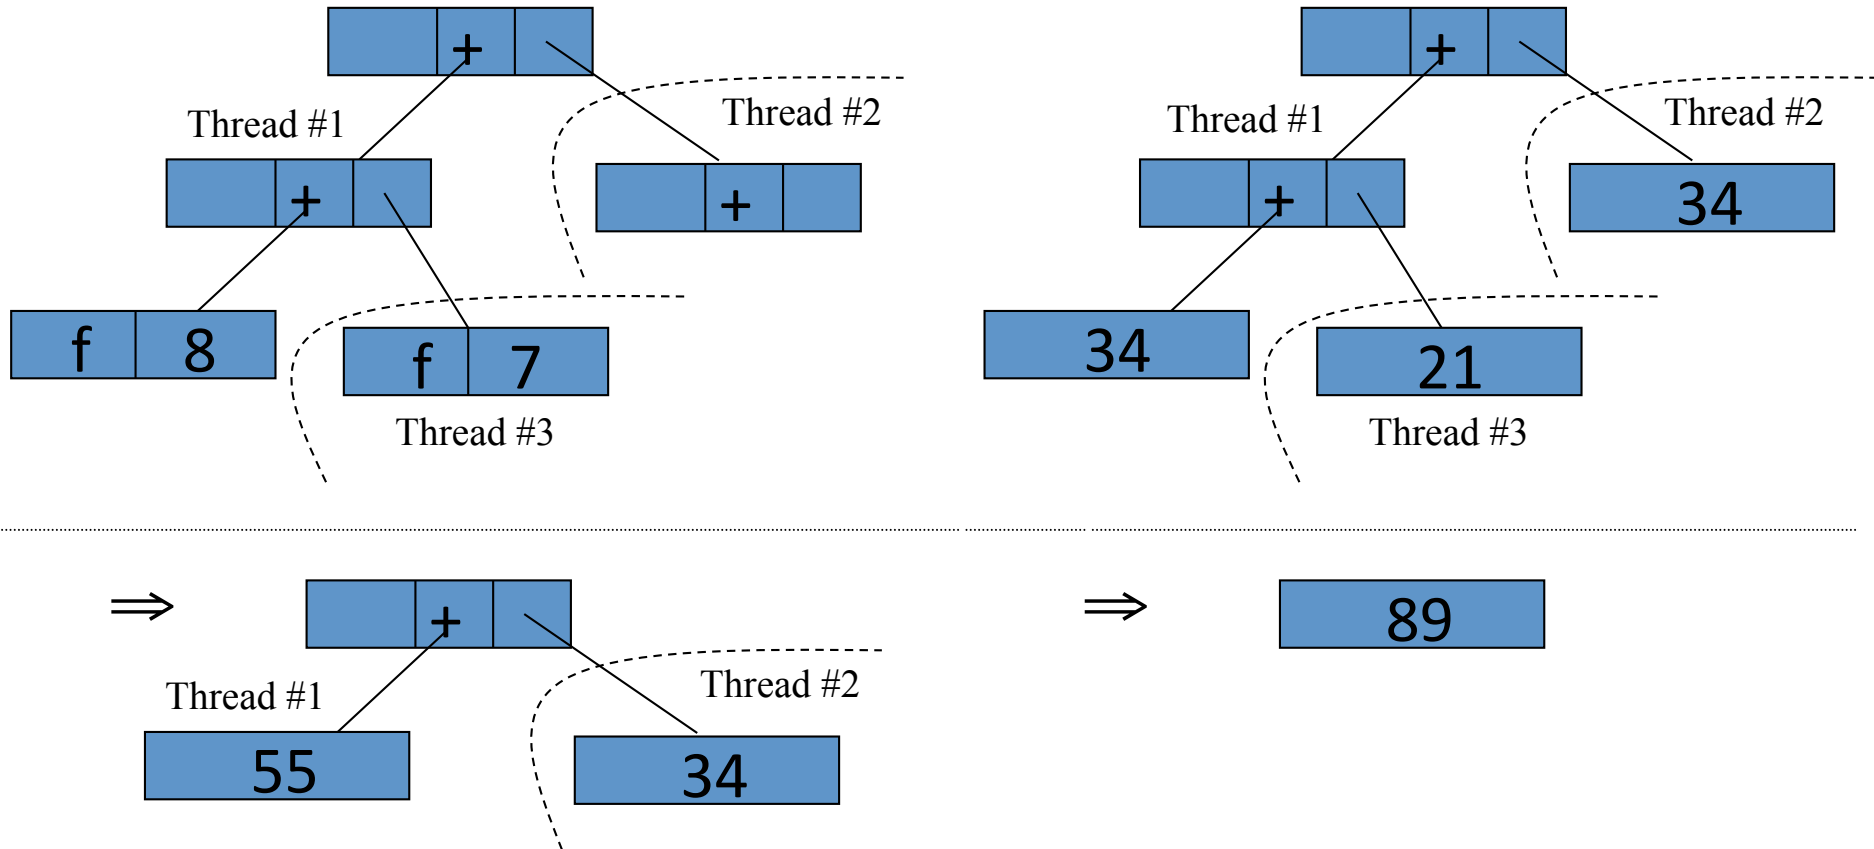 +
Thread #1
Thread #2
+
+
f 8
f 7
Thread #3
+
Thread #1
Thread #2
+
34
34
21
Thread #3
⇒
+
Thread #1
Thread #2
55
34
⇒
89